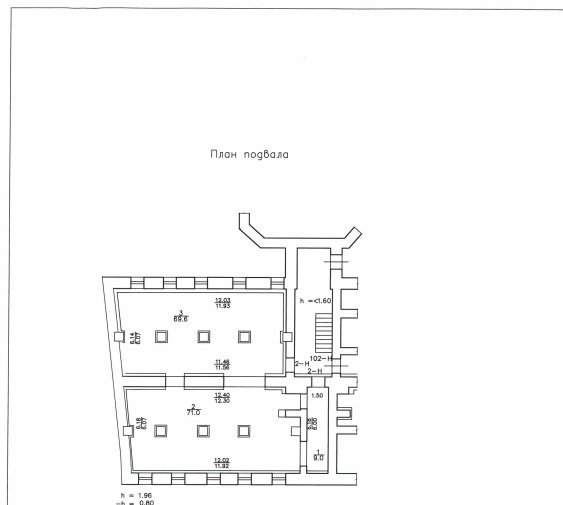 План подвала
h =<1.60
12.03
11.93
3
69.6
6.14
6.07
11.46
11.56
102-Н
2-Н
2-Н
12.40
12.30
1.50
2
71.0
6.18
6.07
6.00
12.02
11.92
1
9.0
h = 1.96
-h = 0.80